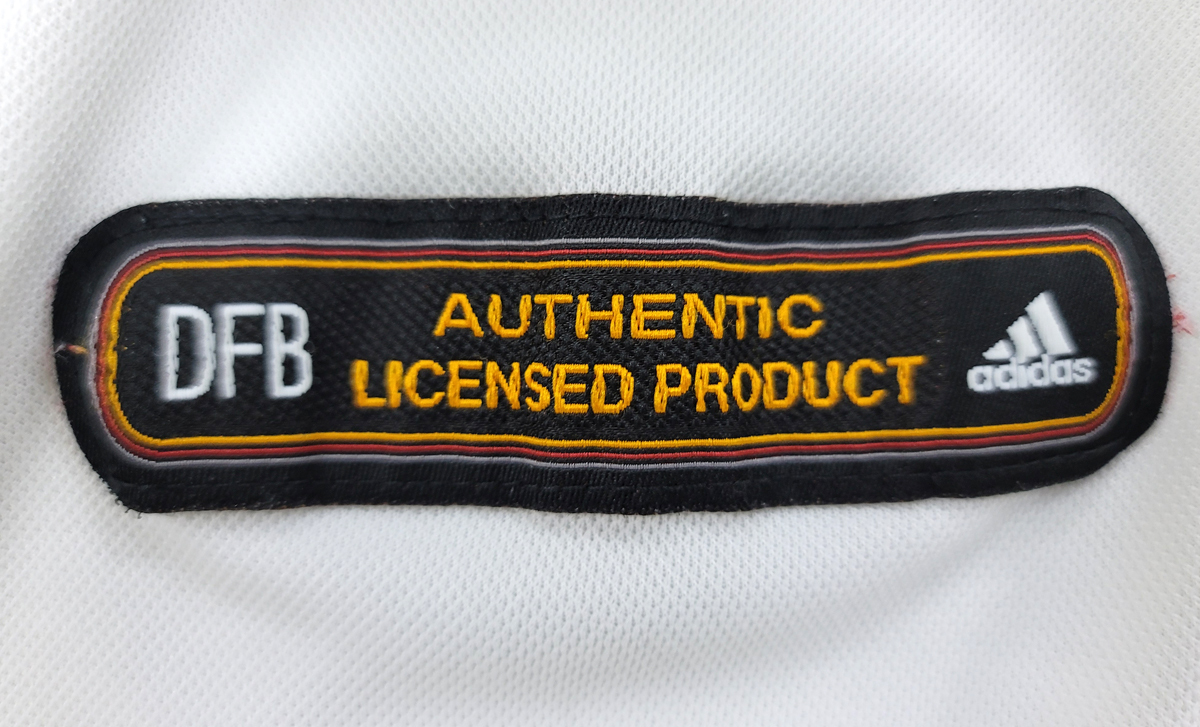 DFB
AUTHENTIC
LICENSED PRODUCT
adidas